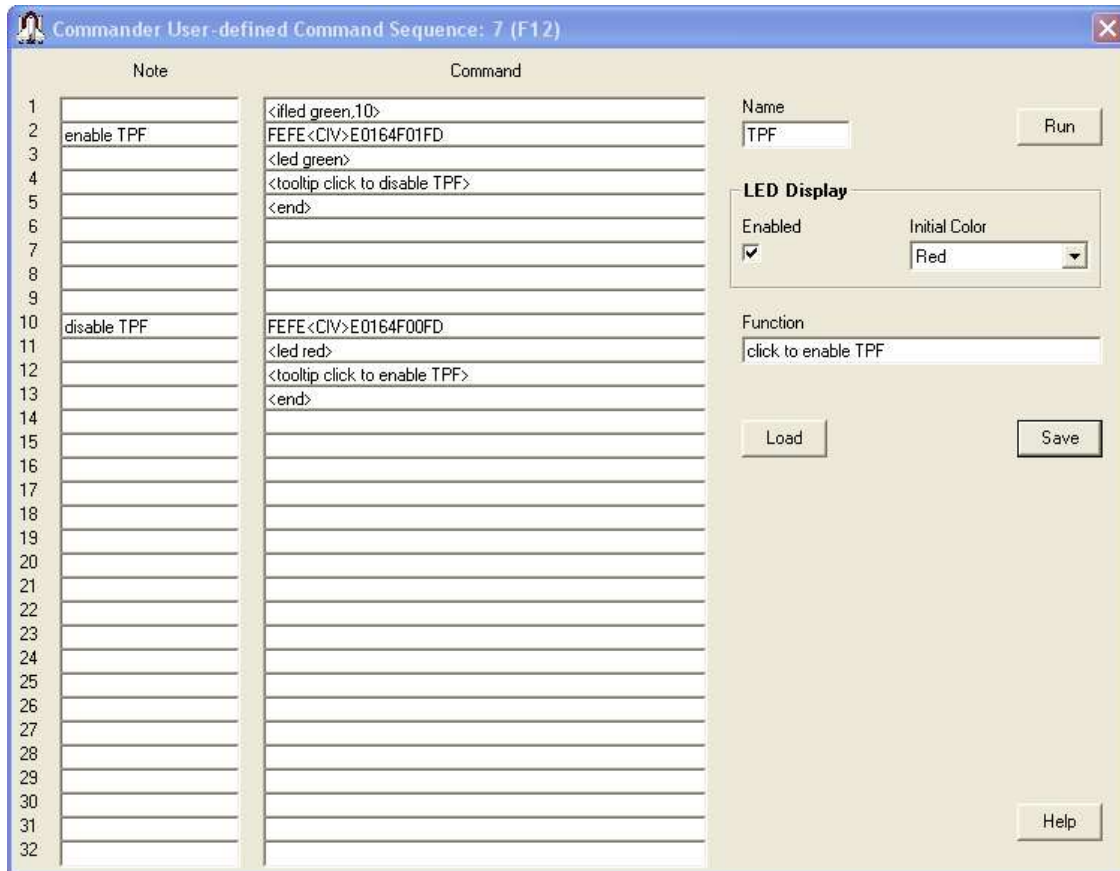 Commander User-defined Command Sequence: 7 (F12)
Note Command
1 <ifled green,10>
2 enable TPF FEFE<CIV>E0164F01FD
3 <led green>
4 <tooltip click to disable TPF>
5 <end>
6
7
8
9
10 disable TPF FEFE<CIV>E0164F00FD
11 <led red>
12 <tooltip click to enable TPF>
13 <end>
14
15
16
17
18
19
20
21
22
23
24
25
26
27
28
29
30
31
32
Name
TPF
Run
LED Display
Enabled Initial Color
Red
Function
click to enable TPF
Load Save
Help